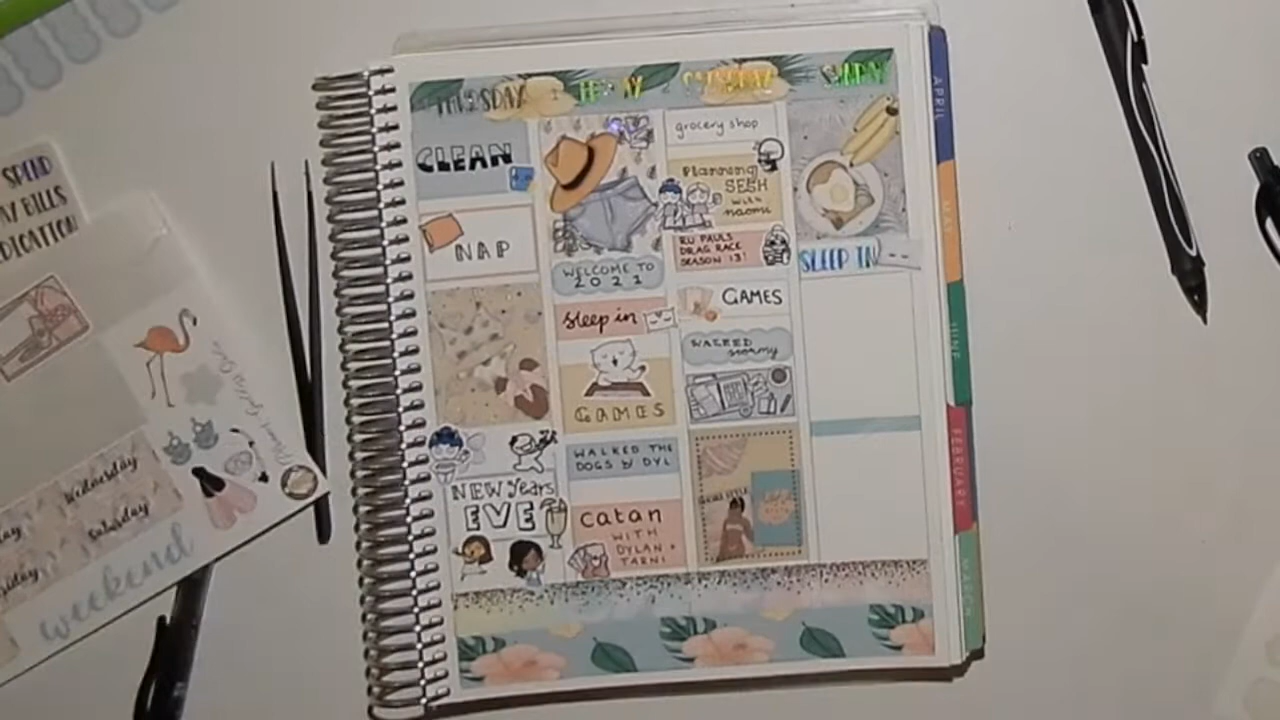 THURSDAY
FRIDAY
SATURDAY
SUNDAY
CLEAN
NAP
NEW Years
EVE
WELCOME TO
2021
Sleep in
GAMES
WALKED THE
DOGS W DYL
Catan
WITH
DYLAN +
TARNI
grocery shop
Planning
SESH
with
naomi
RU PAULS
DRAG RACE
SEASON 13!
GAMES
WALKED
stormy
SLEEP IN
APRIL
MAY
JUNE
FEBRUARY
MARCH
SPEND
BILLS
Wednesday
Saturday
weekend